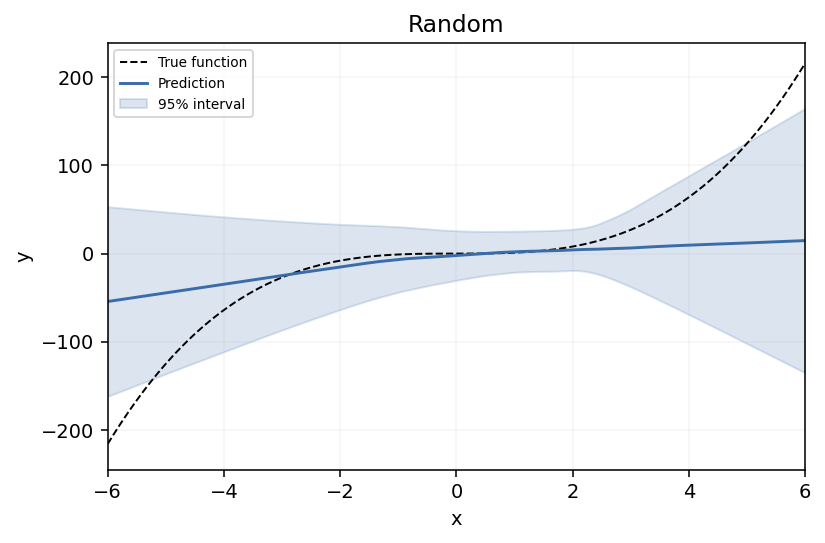 Random
True function
Prediction
95% interval
200
100
0
−100
−200
y
−6
−4
−2
0
2
4
6
x